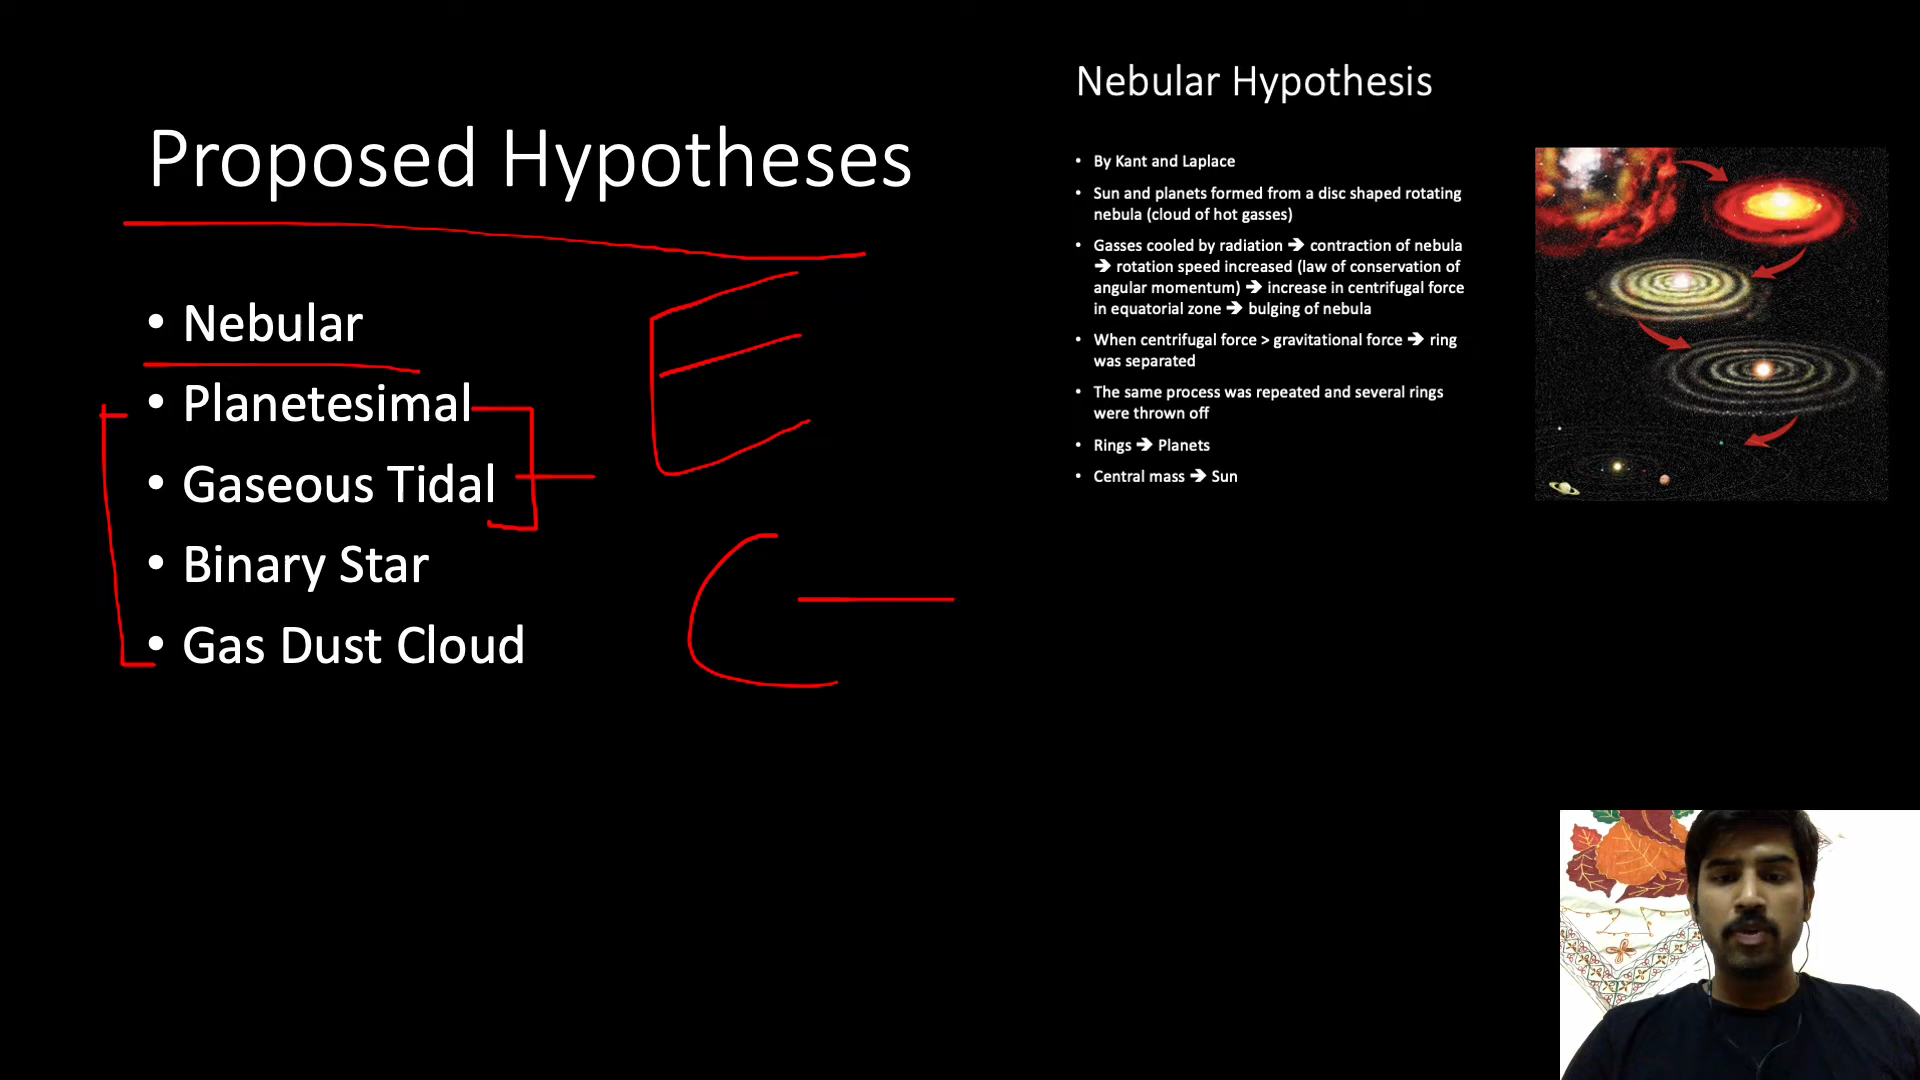 Proposed Hypotheses
• Nebular
• Planetesimal
• Gaseous Tidal
• Binary Star
• Gas Dust Cloud
Nebular Hypothesis
• By Kant and Laplace
• Sun and planets formed from a disc shaped rotating
nebula (cloud of hot gasses)
• Gasses cooled by radiation ➔ contraction of nebula
➔ rotation speed increased (law of conservation of
angular momentum) ➔ increase in centrifugal force
in equatorial zone ➔ bulging of nebula
• When centrifugal force > gravitational force ➔ ring
was separated
• The same process was repeated and several rings
were thrown off
• Rings ➔ Planets
• Central mass ➔ Sun